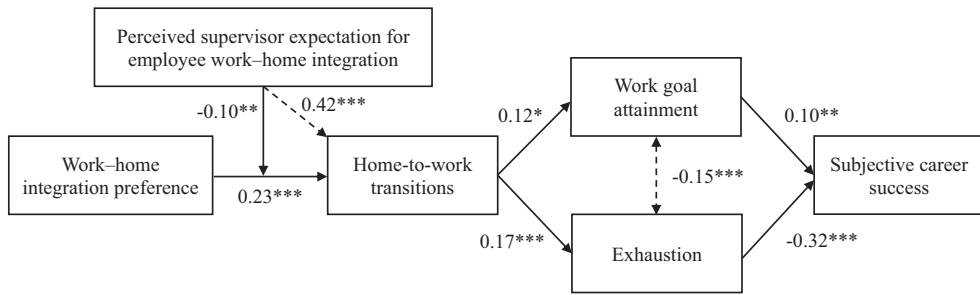 Perceived supervisor expectation for
employee work–home integration
-0.10**
0.42***
Work–home
integration preference
0.23***
Home-to-work
transitions
0.12*
0.17***
Work goal
attainment
-0.15***
Exhaustion
0.10**
-0.32***
Subjective career
success